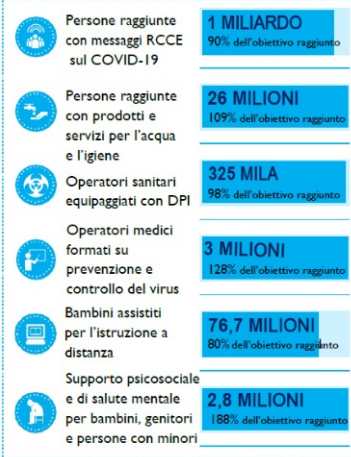 Persone raggiunte
con messaggi RCCE
sul COVID-19
1 MILIARDO
90% dell'obiettivo raggiunto
Persone raggiunte
con prodotti e
servizi per l'acqua
e l'igiene
26 MILIONI
109% dell'obiettivo raggiunto
Operatori sanitari
equipaggiati con DPI
325 MILA
98% dell'obiettivo raggiunto
Operatori medici
formati su
prevenzione e
controllo del virus
3 MILIONI
128% dell'obiettivo raggiunto
Bambini assistiti
per l'istruzione a
distanza
76,7 MILIONI
80% dell'obiettivo raggiunto
Supporto psicosociale
e di salute mentale
per bambini, genitori
e persone con minori
2,8 MILIONI
188% dell'obiettivo raggiunto